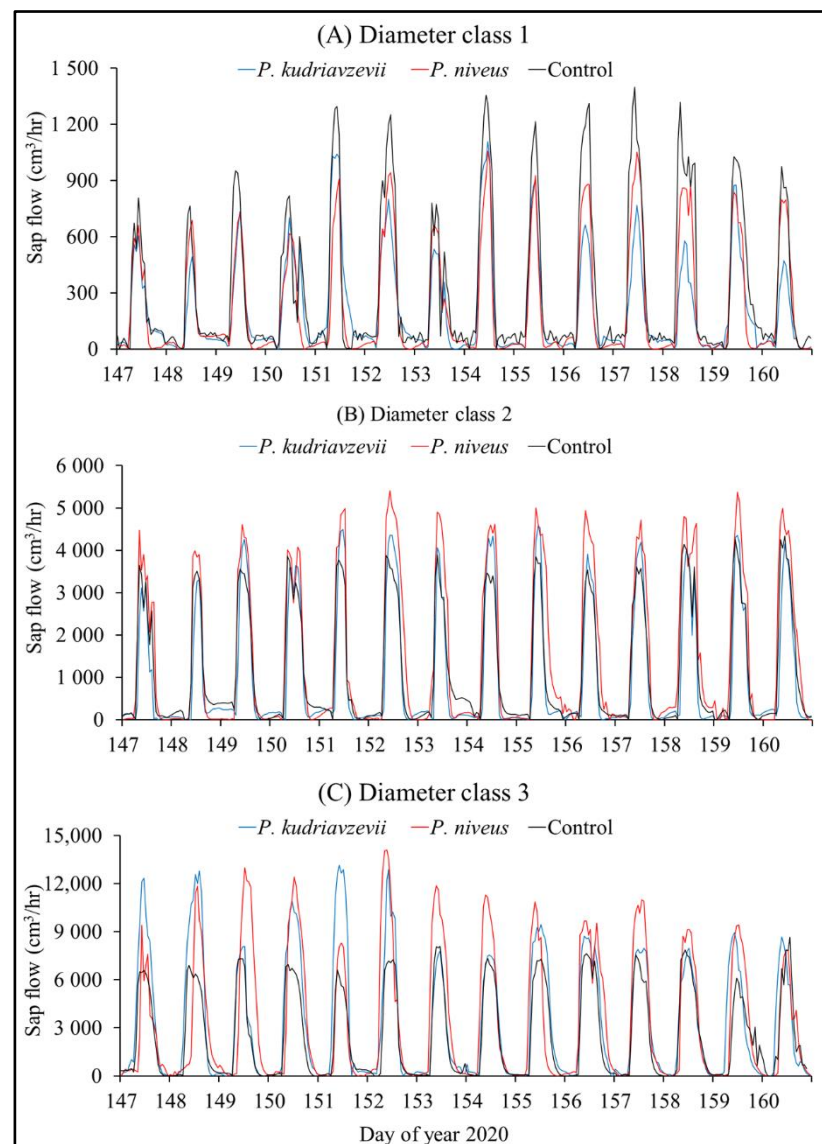 (A) Diameter class 1
P. kudriavzevii P. niveus Control
Sap flow (cm³/hr)
1 500
1 200
900
600
300
0
147 148 149 150 151 152 153 154 155 156 157 158 159 160
(B) Diameter class 2
P. kudriavzevii P. niveus Control
Sap flow (cm³/hr)
6 000
5 000
4 000
3 000
2 000
1 000
0
147 148 149 150 151 152 153 154 155 156 157 158 159 160
(C) Diameter class 3
P. kudriavzevii P. niveus Control
Sap flow (cm³/hr)
15,000
12,000
9 000
6 000
3 000
0
147 148 149 150 151 152 153 154 155 156 157 158 159 160
Day of year 2020